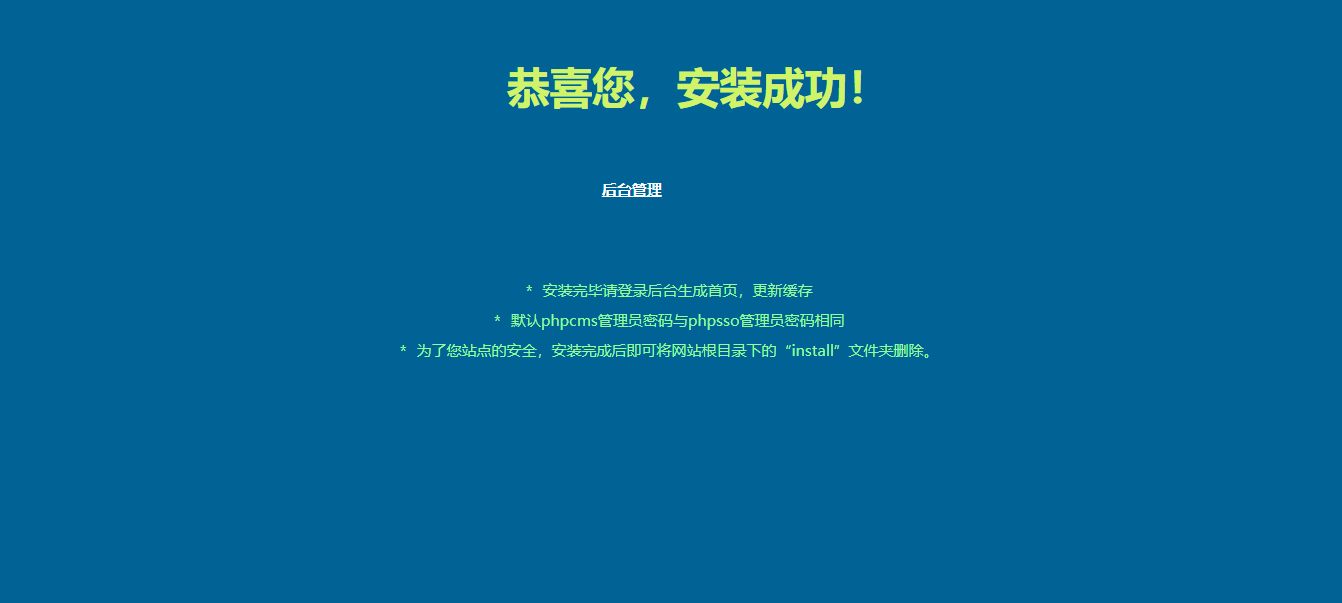 恭喜您，安装成功！
后台管理
* 安装完毕请登录后台生成首页，更新缓存
* 默认phpcms管理员密码与phpsso管理员密码相同
* 为了您站点的安全，安装完成后即可将网站根目录下的“install”文件夹删除。